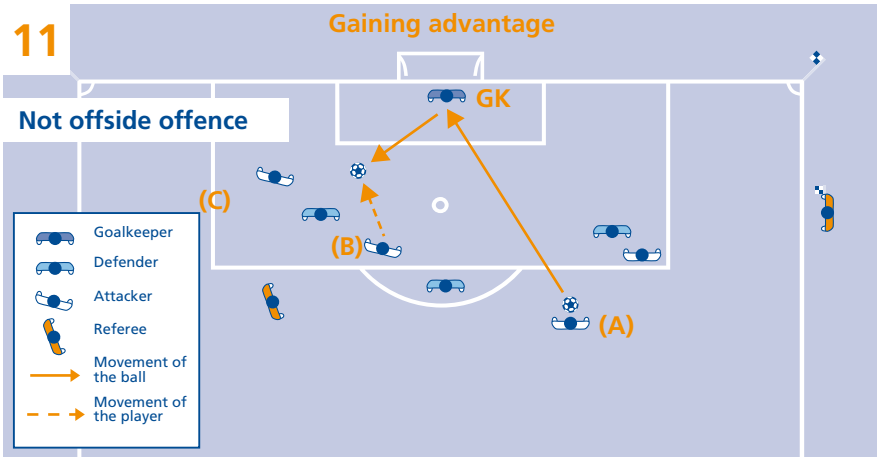 11
Gaining advantage
GK
Not offside offence
(C)
(B)
(A)
Goalkeeper
Defender
Attacker
Referee
Movement of
the ball
Movement of
the player